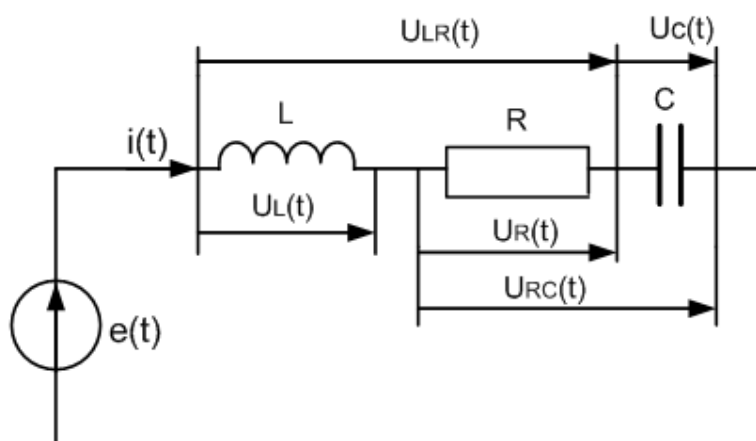 ULR(t) UC(t)
i(t) L R C
UL(t) UR(t)
URC(t)
e(t)